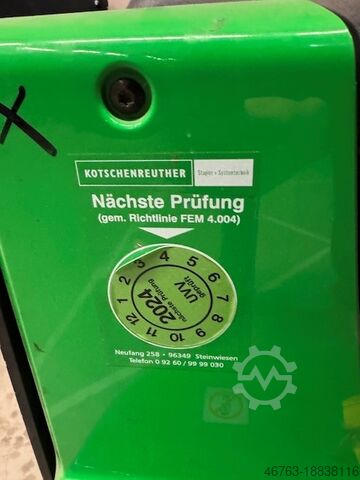 KOTSCHENREUTHER Stapler + Systemtechnik
Nächste Prüfung
(gem. Richtlinie FEM 4.004)
1 2 3 4 5 6 7 8 9 10 11 12
UVV
geprüft
2024
nächste Prüfung
Neufang 258 • 96349 Steinwiesen
Telefon 0 92 60/99 99 030
46763-18838116